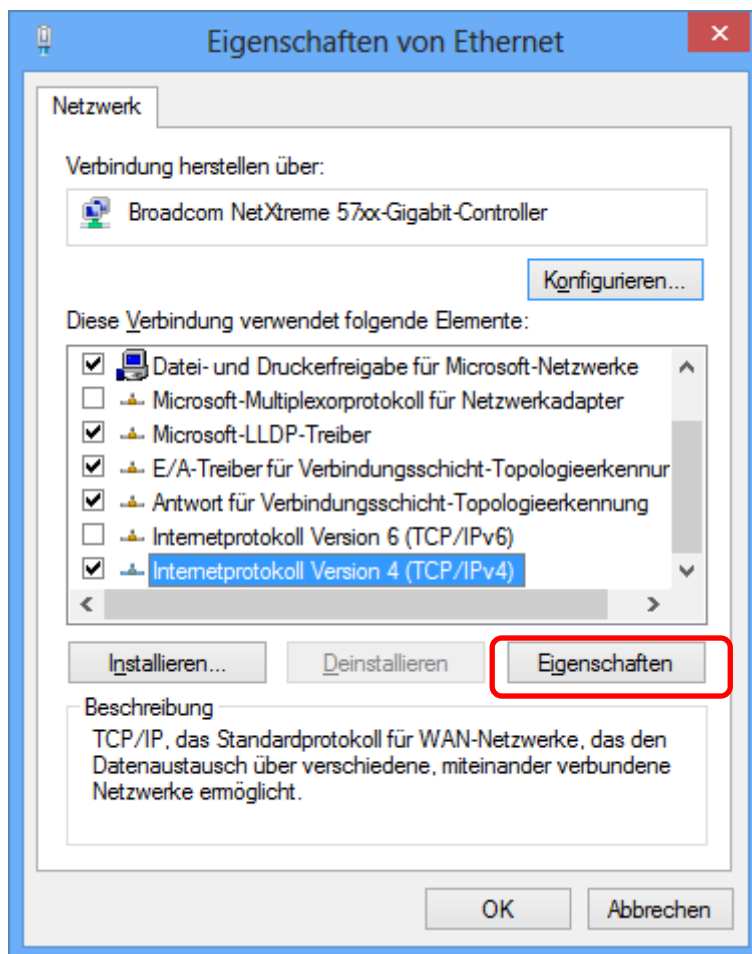 Eigenschaften von Ethernet
Netzwerk
Verbindung herstellen über:
Broadcom NetXtreme 57xx-Gigabit-Controller
Konfigurieren...
Diese Verbindung verwendet folgende Elemente:
Datei- und Druckerfreigabe für Microsoft-Netzwerke
Microsoft-Multiplexorprotokoll für Netzwerkadapter
Microsoft-LLDP-Treiber
E/A-Treiber für Verbindungsschicht-Topologieerkennur
Antwort für Verbindungsschicht-Topologieerkennung
Internetprotokoll Version 6 (TCP/IPv6)
Internetprotokoll Version 4 (TCP/IPv4)
Installieren... Deinstallieren Eigenschaften
Beschreibung
TCP/IP, das Standardprotokoll für WAN-Netzwerke, das den
Datenaustausch über verschiedene, miteinander verbundene
Netzwerke ermöglicht.
OK Abbrechen